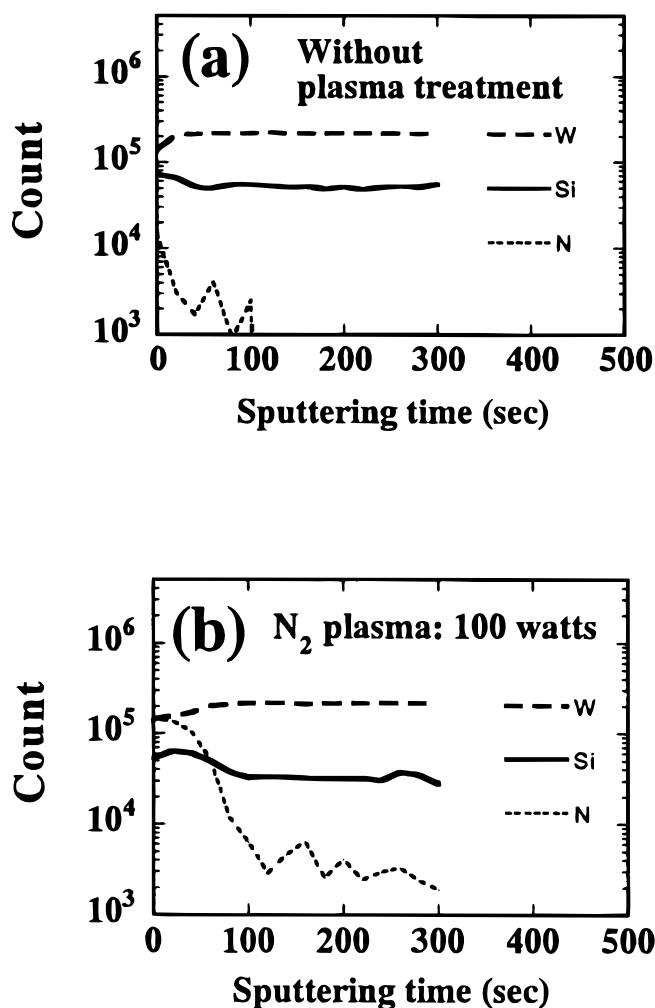 (a) Without
plasma treatment
10^6
10^5
10^4
10^3
Count
W
Si
N
0 100 200 300 400 500
Sputtering time (sec)
(b) N₂ plasma: 100 watts
10^6
10^5
10^4
10^3
Count
W
Si
N
0 100 200 300 400 500
Sputtering time (sec)